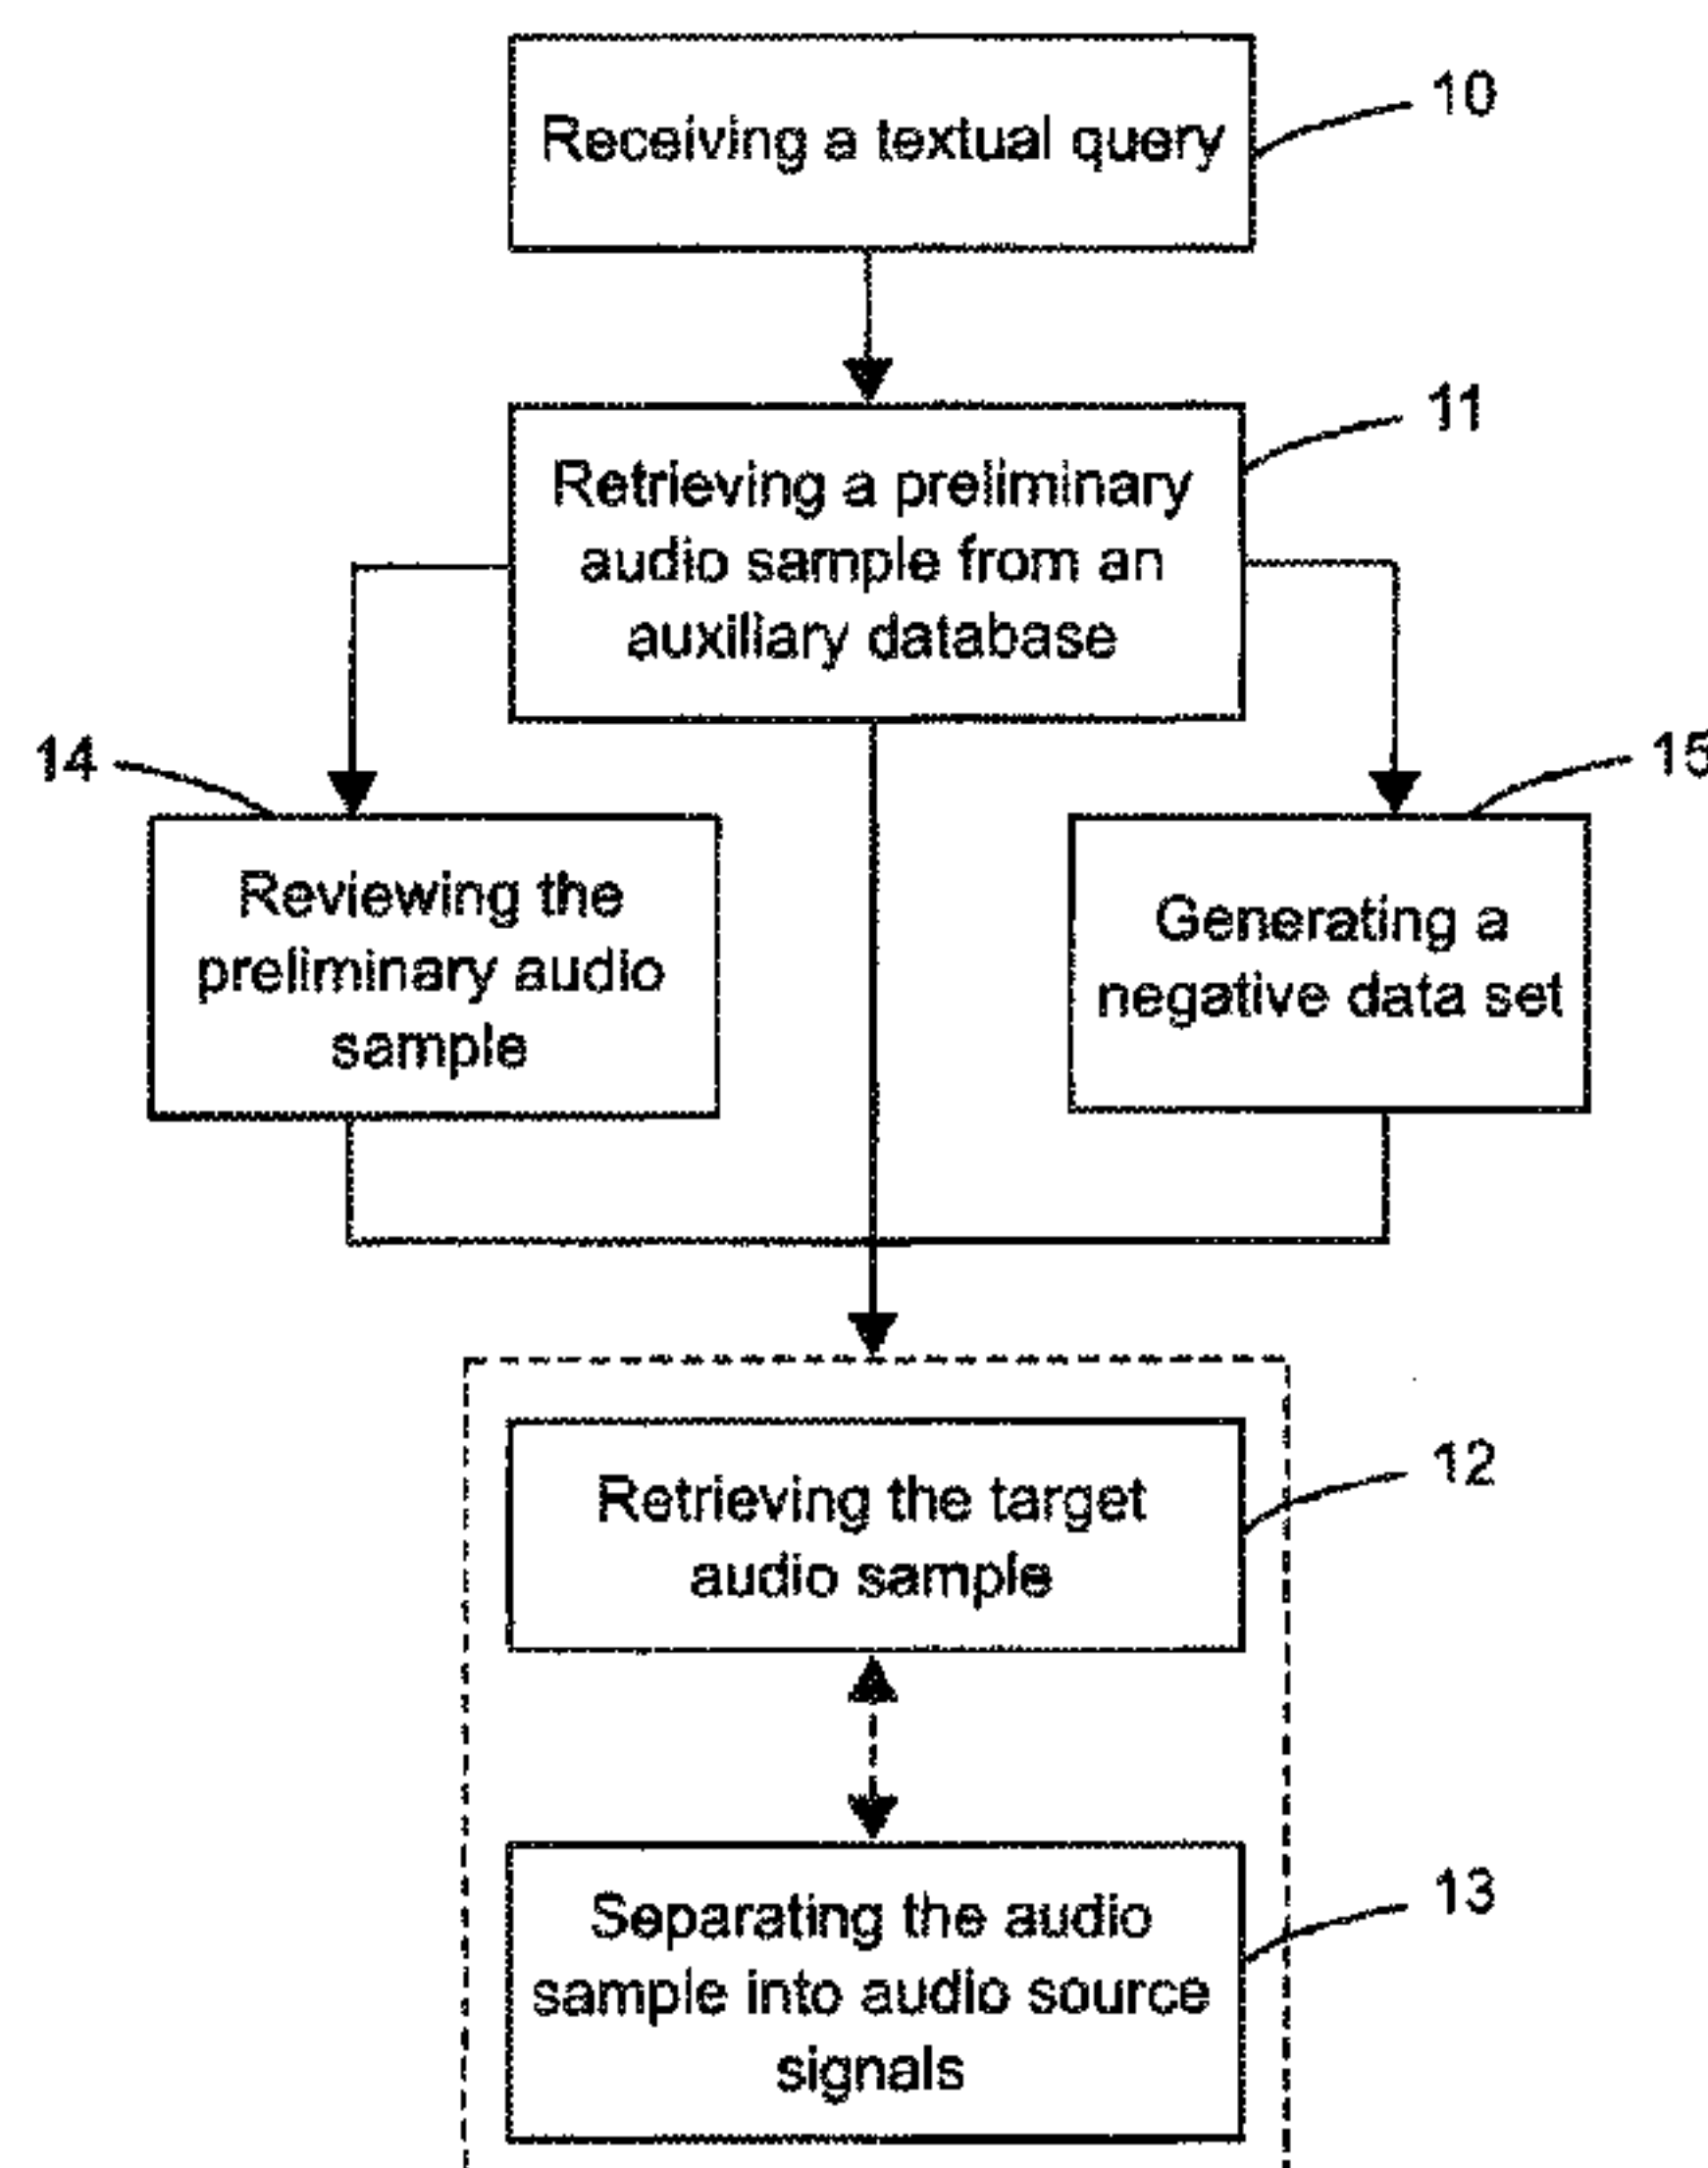 Receiving a textual query
10
Retrieving a preliminary
audio sample from an
auxiliary database
11
14
Reviewing the
preliminary audio
sample
15
Generating a
negative data set
Retrieving the target
audio sample
12
Separating the audio
sample into audio source
signals
13